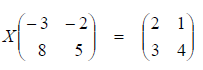 X(−3 −2
8 5) = (2 1
3 4)